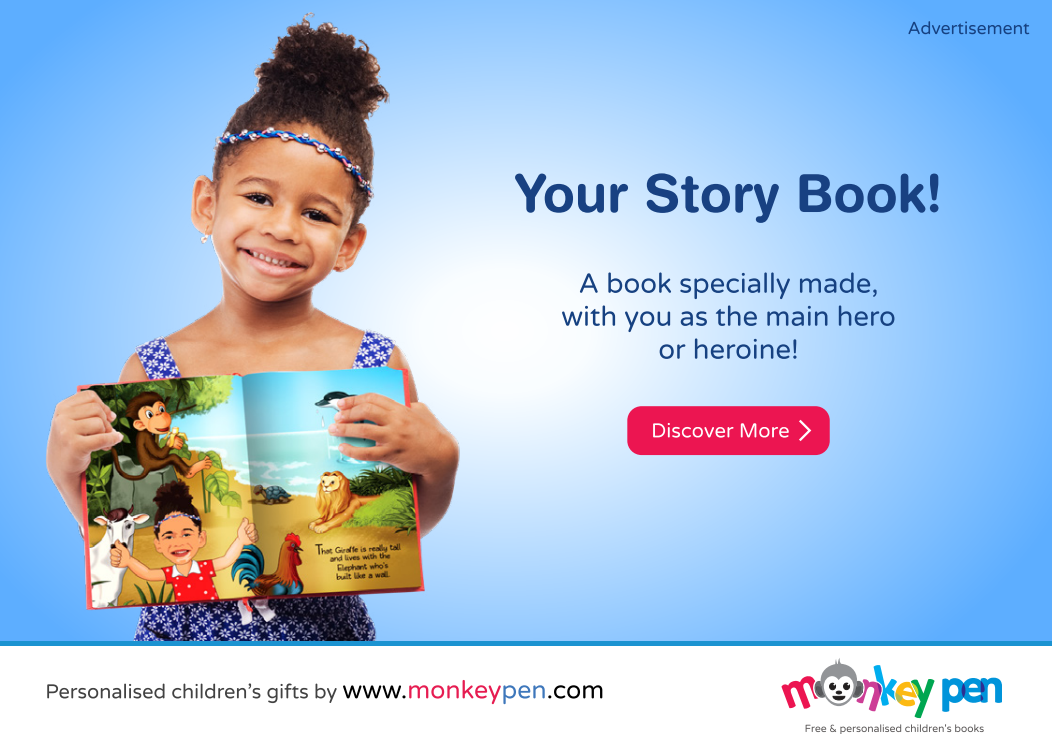 Advertisement
Your Story Book!
A book specially made,
with you as the main hero
or heroine!
Discover More
That Giraffe is really tall
and lives with the
Elephant who's
built like a wall.
Personalised children's gifts by www.monkeypen.com
monkey pen
Free & personalised children's books